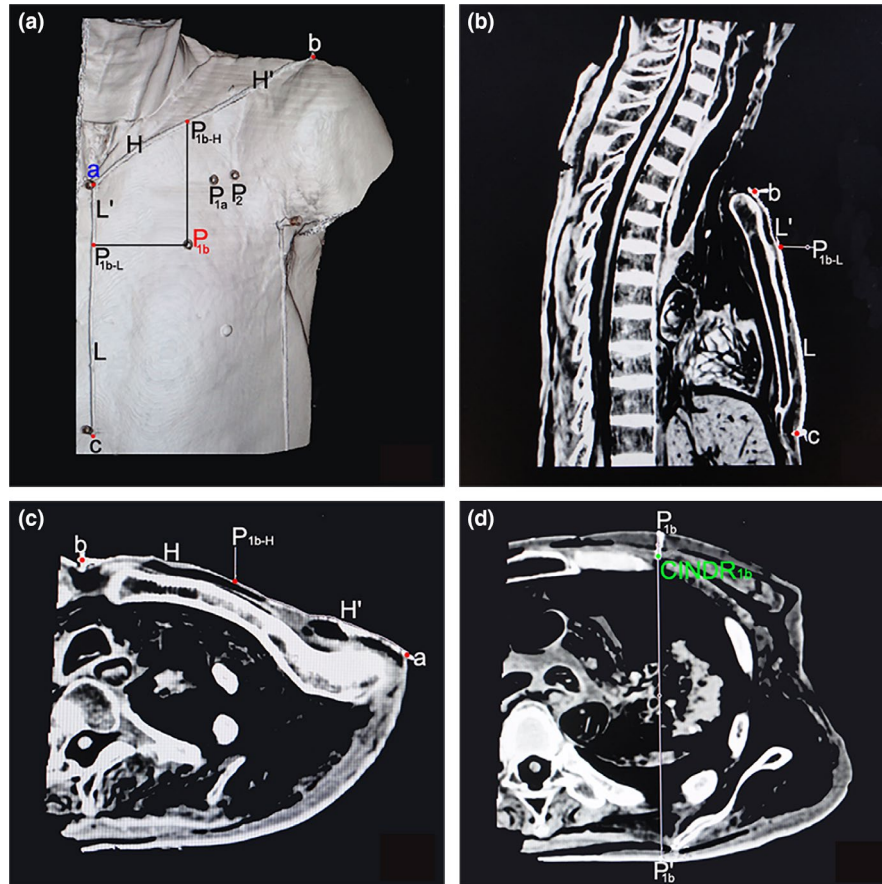 (a)
b
H'
H
P1b-H
a
P1a
P2
L'
P1b-L
P1b
L
c
(b)
b
L'
P1b-L
L
c
(c)
b
H
P1b-H
H'
a
(d)
P1b
CINDR1b
P'1b